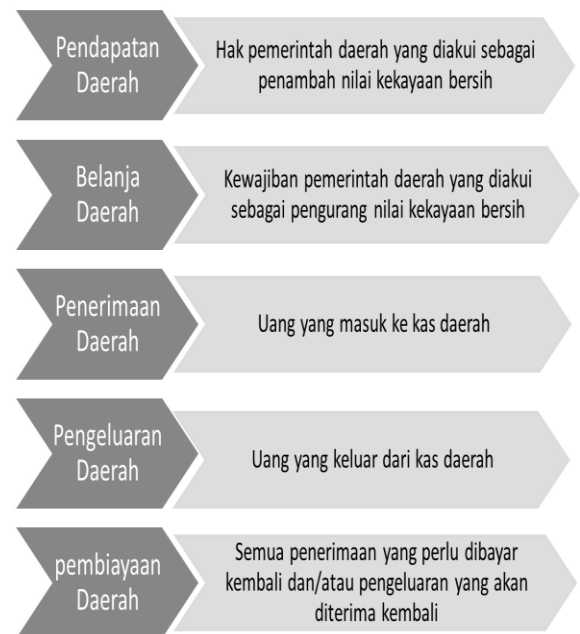 Pendapatan
Daerah
Hak pemerintah daerah yang diakui sebagai
penambah nilai kekayaan bersih
Belanja
Daerah
Kewajiban pemerintah daerah yang diakui
sebagai pengurang nilai kekayaan bersih
Penerimaan
Daerah
Uang yang masuk ke kas daerah
Pengeluaran
Daerah
Uang yang keluar dari kas daerah
pembiayaan
Daerah
Semua penerimaan yang perlu dibayar
kembali dan/atau pengeluaran yang akan
diterima kembali